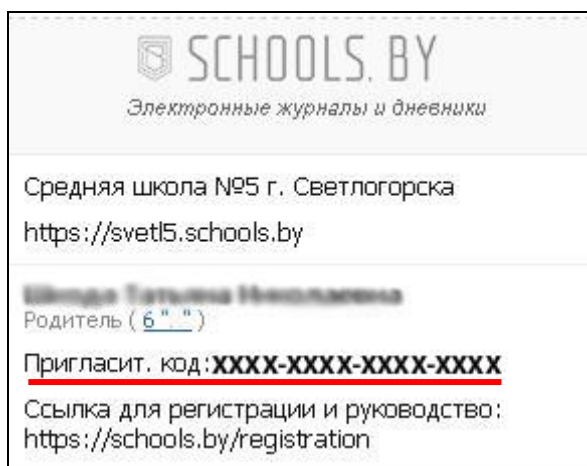 SCHOOLS.BY
Электронные журналы и дневники
Средняя школа №5 г. Светлогорска
https://svetl5.schools.by
Родитель ( 6 "." )
Пригласит. код:XXXX-XXXX-XXXX-XXXX
Ссылка для регистрации и руководство:
https://schools.by/registration